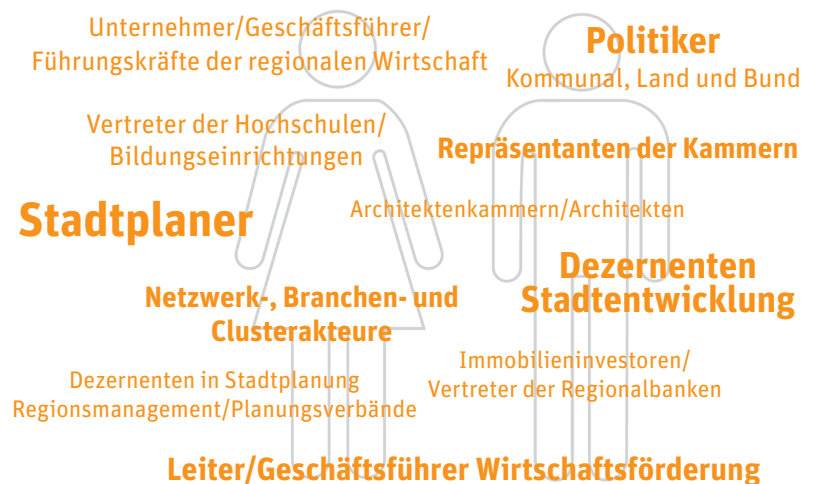 Unternehmer/Geschäftsführer/
Führungskräfte der regionalen Wirtschaft
Politiker
Kommunal, Land und Bund
Vertreter der Hochschulen/
Bildungseinrichtungen
Repräsentanten der Kammern
Stadtplaner
Architektenkammern/Architekten
Dezernenten
Stadtentwicklung
Netzwerk-, Branchen- und
Clusterakteure
Immobilieninvestoren/
Vertreter der Regionalbanken
Dezernenten in Stadtplanung
Regionsmanagement/Planungsverbände
Leiter/Geschäftsführer Wirtschaftsförderung